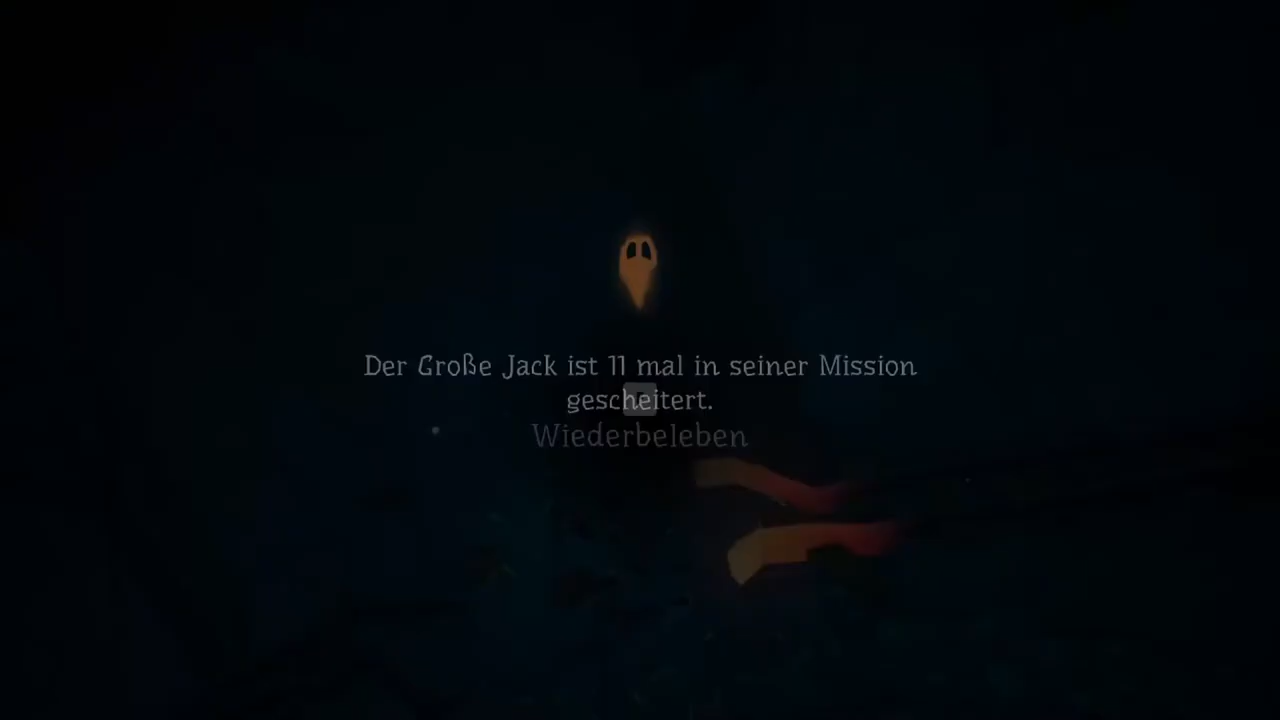 Der Große Jack ist 11 mal in seiner Mission
gescheitert.
Wiederbeleben